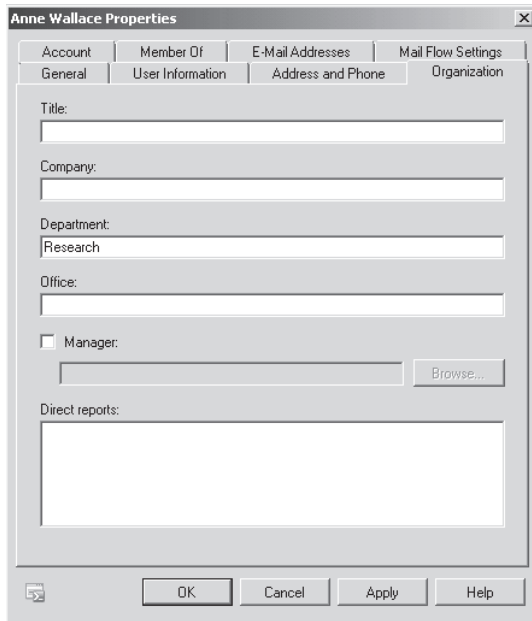 Anne Wallace Properties
Account Member Of E-Mail Addresses Mail Flow Settings
General User Information Address and Phone Organization
Title:
Company:
Department:
Research
Office:
Manager:
Browse...
Direct reports:
OK Cancel Apply Help